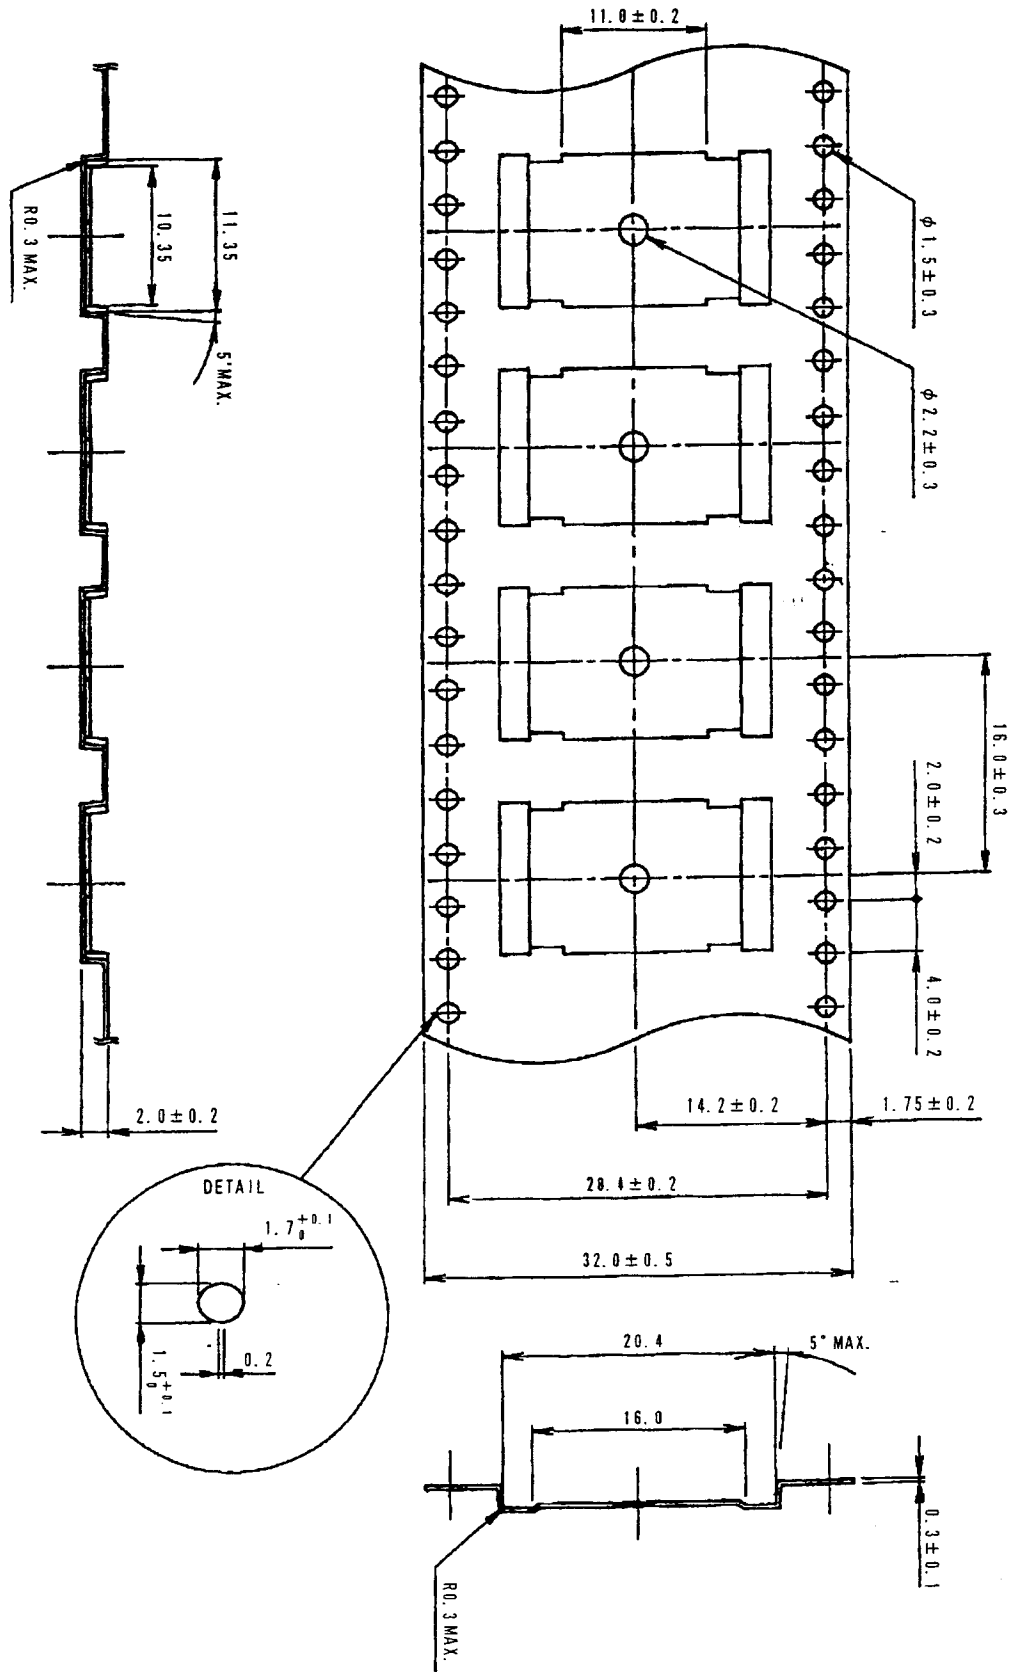 11.0±0.2
φ1.5±0.3
φ2.2±0.3
11.35
10.35
R0.3 MAX.
5°MAX.
16.0±0.3
2.0±0.2
4.0±0.2
2.0±0.2
14.2±0.2
1.75±0.2
28.4±0.2
32.0±0.5
DETAIL
1.7 +0.1 0
1.5 +0.1 0
0.2
20.4
5° MAX.
16.0
0.3±0.1
R0.3 MAX.